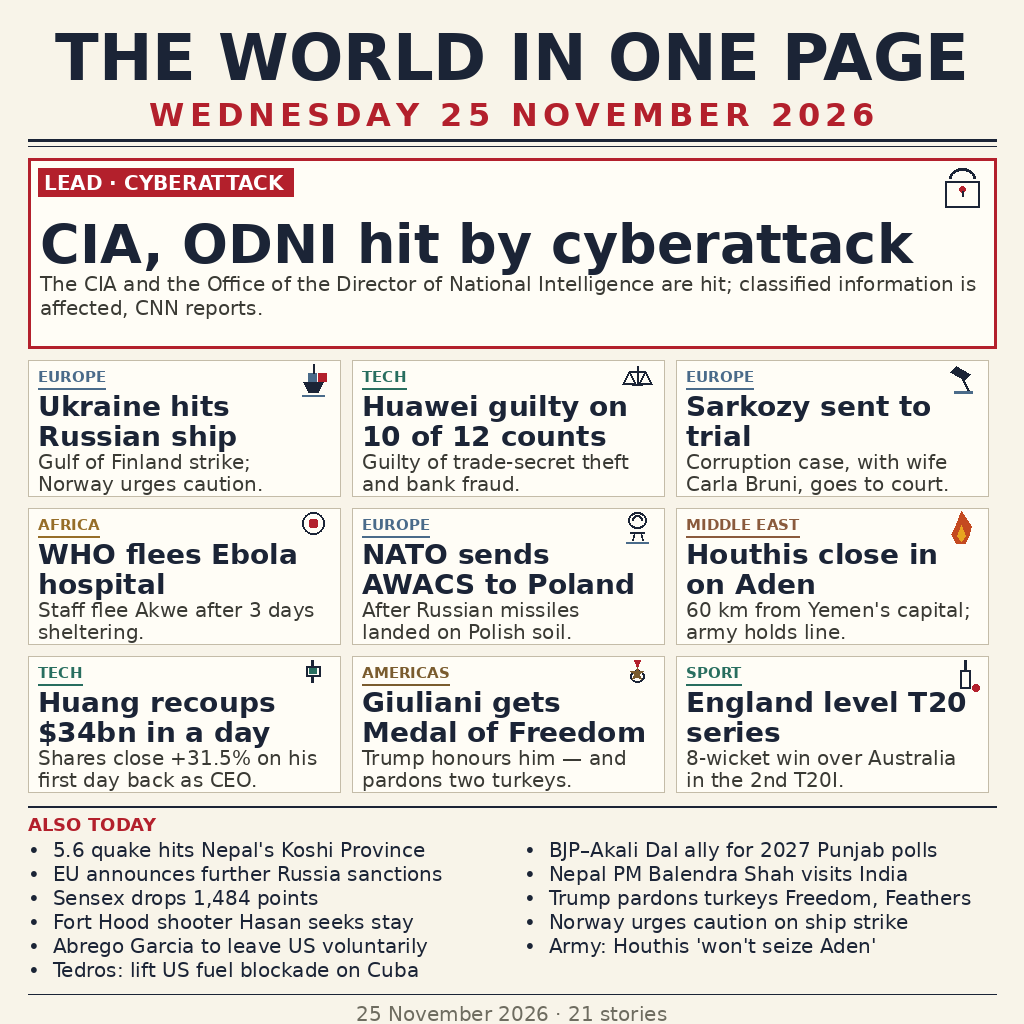 THE WORLD IN ONE PAGE
WEDNESDAY 25 NOVEMBER 2026
LEAD · CYBERATTACK
CIA, ODNI hit by cyberattack
The CIA and the Office of the Director of National Intelligence are hit; classified information is
affected, CNN reports.
EUROPE
Ukraine hits
Russian ship
Gulf of Finland strike;
Norway urges caution.
TECH
Huawei guilty on
10 of 12 counts
Guilty of trade-secret theft
and bank fraud.
EUROPE
Sarkozy sent to
trial
Corruption case, with wife
Carla Bruni, goes to court.
AFRICA
WHO flees Ebola
hospital
Staff flee Akwe after 3 days
sheltering.
EUROPE
NATO sends
AWACS to Poland
After Russian missiles
landed on Polish soil.
MIDDLE EAST
Houthis close in
on Aden
60 km from Yemen's capital;
army holds line.
TECH
Huang recoups
$34bn in a day
Shares close +31.5% on his
first day back as CEO.
AMERICAS
Giuliani gets
Medal of Freedom
Trump honours him — and
pardons two turkeys.
SPORT
England level T20
series
8-wicket win over Australia
in the 2nd T20I.
ALSO TODAY
• 5.6 quake hits Nepal's Koshi Province
• EU announces further Russia sanctions
• Sensex drops 1,484 points
• Fort Hood shooter Hasan seeks stay
• Abrego Garcia to leave US voluntarily
• Tedros: lift US fuel blockade on Cuba
• BJP–Akali Dal ally for 2027 Punjab polls
• Nepal PM Balendra Shah visits India
• Trump pardons turkeys Freedom, Feathers
• Norway urges caution on ship strike
• Army: Houthis 'won't seize Aden'
25 November 2026 · 21 stories